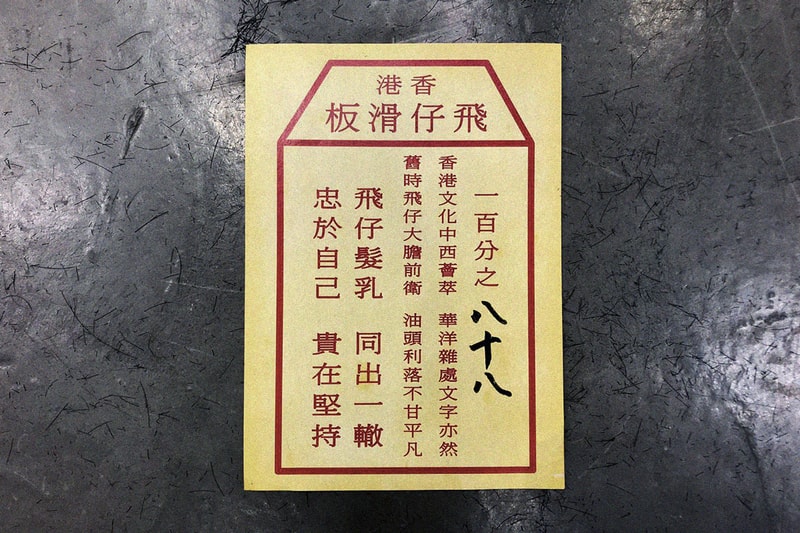 香港
飛仔滑板
一百分之八十八
香港文化中西薈萃 華洋雜處文字亦然
舊時飛仔大膽前衛 油頭利落不甘平凡
飛仔髮乳 同出一轍
忠於自己 貴在堅持